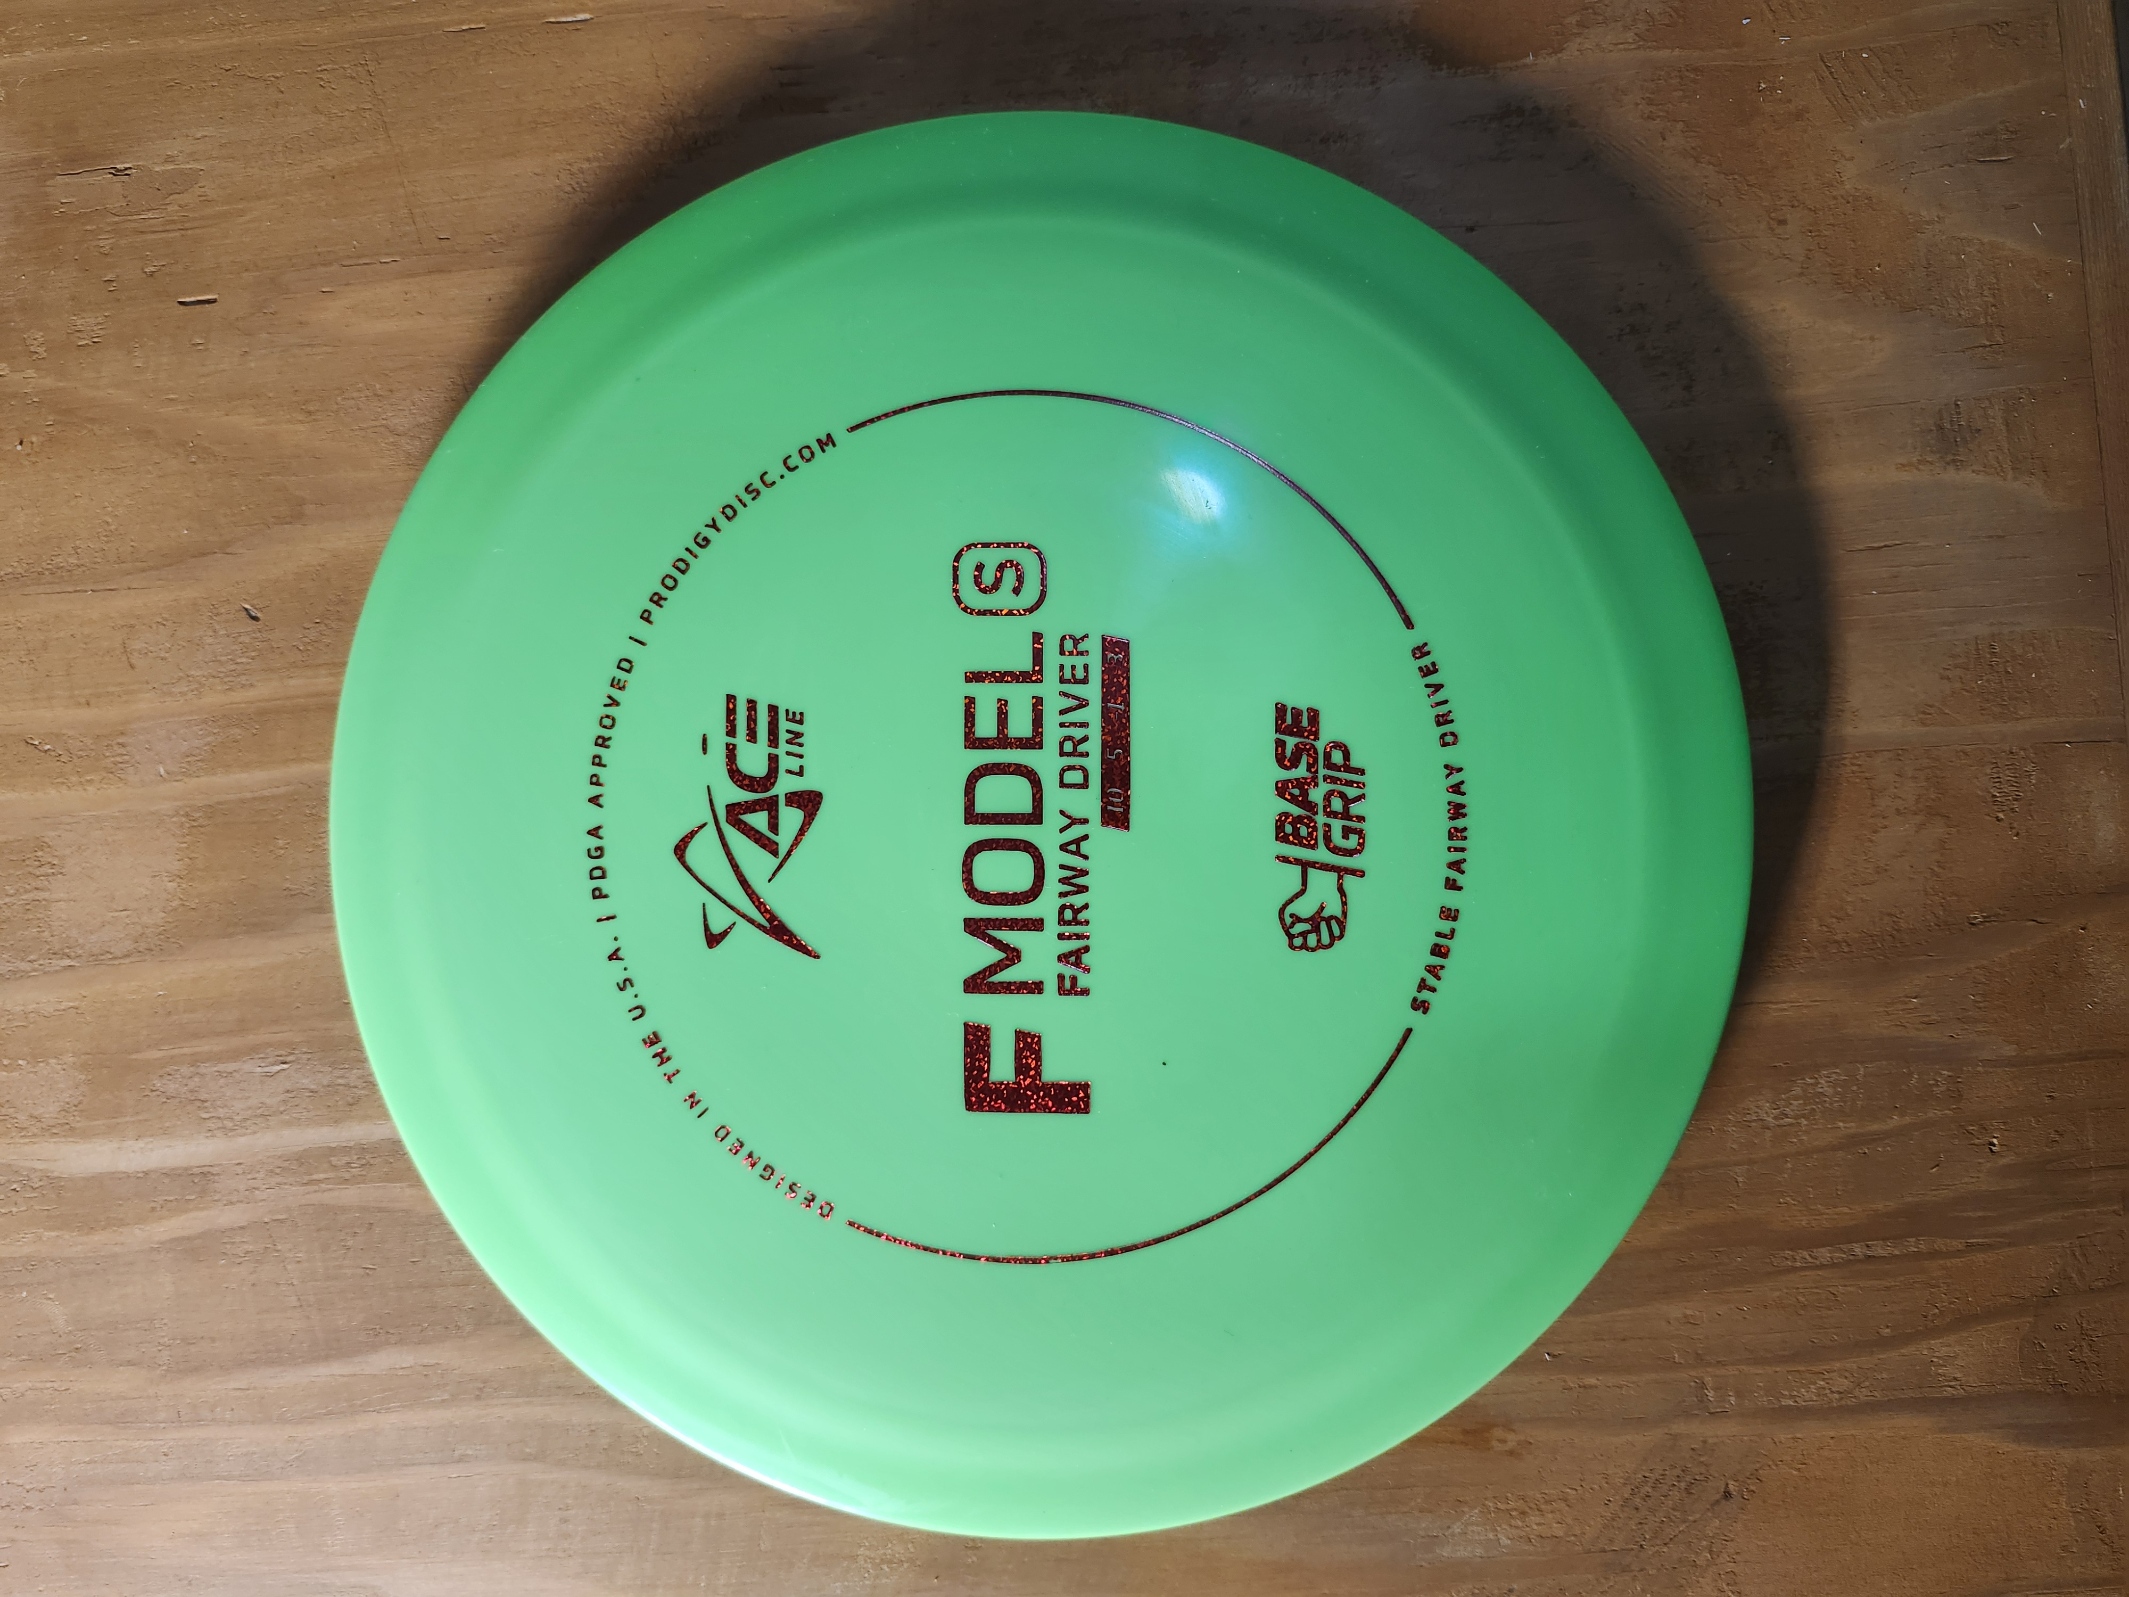 DESIGNED IN THE U.S.A. | PDGA APPROVED | PRODIGYDISC.COM
ACE
LINE
F MODEL S
FAIRWAY DRIVER
10 5 -1 3
BASE
GRIP
STABLE FAIRWAY DRIVER